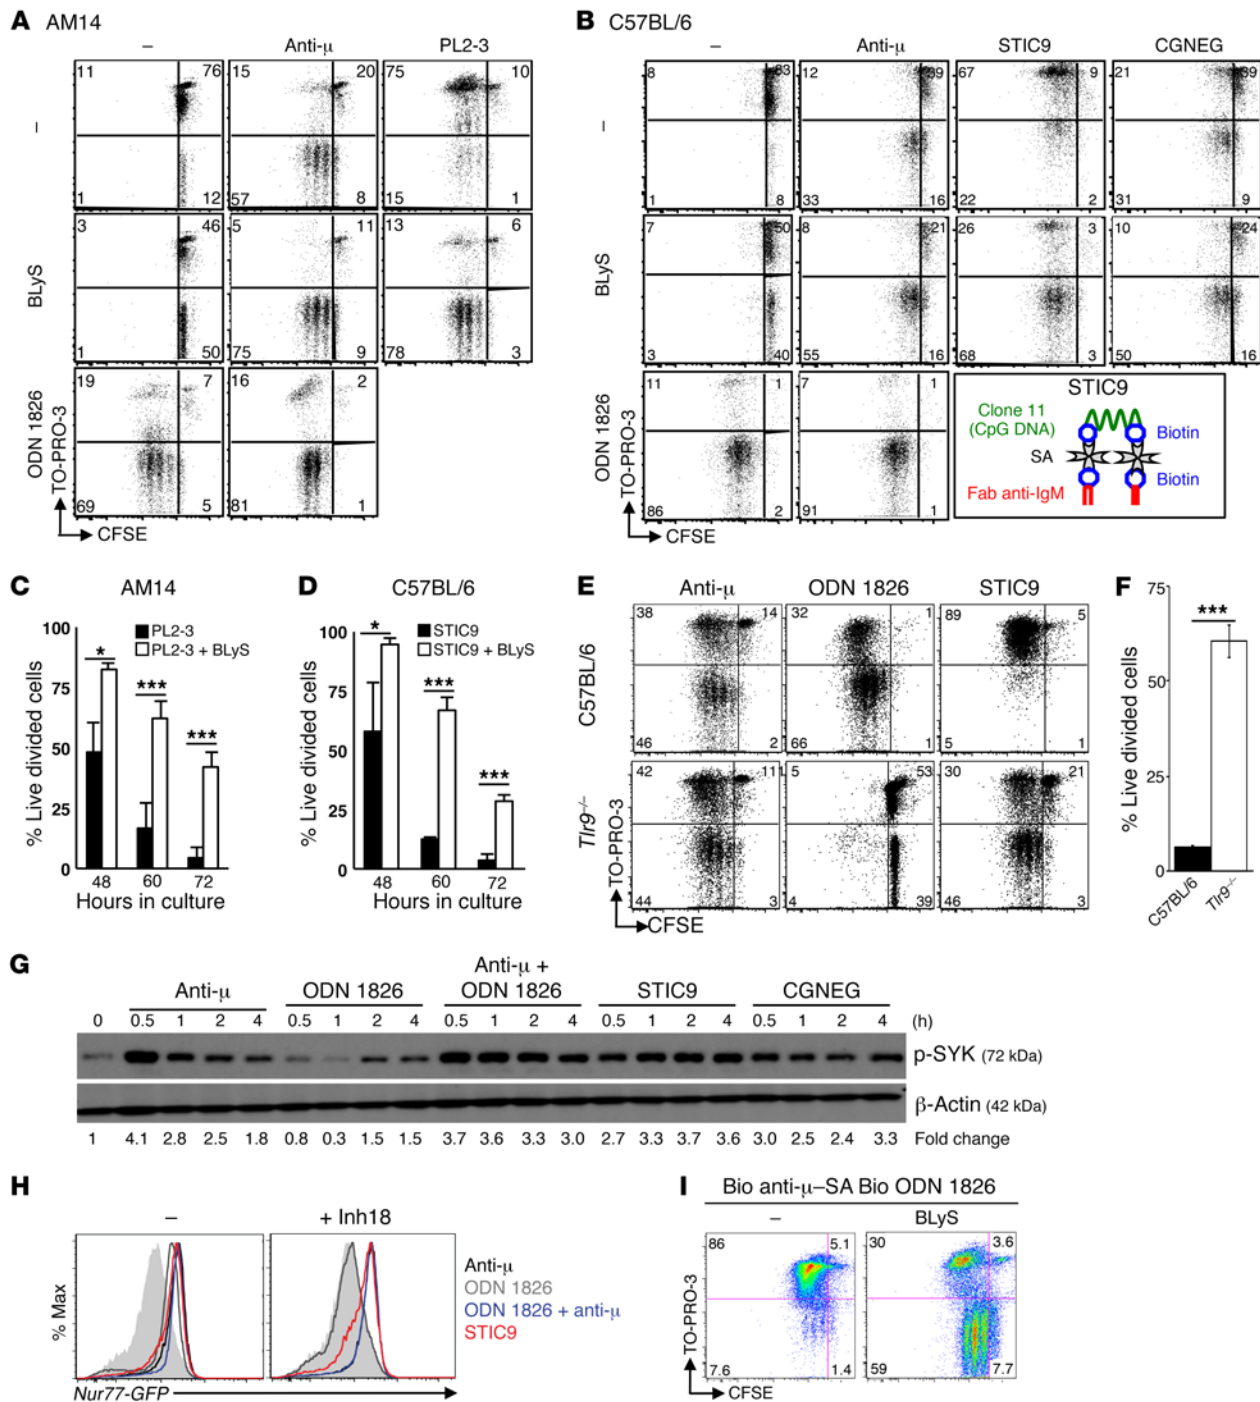 A AM14
– Anti-μ PL2-3
–
11 76
1 12
15 20
57 8
75 10
15 1
BLyS
3 46
1 50
5 11
75 9
13 6
78 3
ODN 1826
19 7
69 5
16 2
81 1
TO-PRO-3
CFSE
B C57BL/6
– Anti-μ STIC9 CGNEG
–
8 83
1 8
12 39
33 16
67 9
22 2
21 39
31 9
BLyS
7 50
3 40
8 21
55 16
26 3
68 3
10 24
150 16
ODN 1826
11 1
86 2
7 1
91 1
TO-PRO-3
CFSE
STIC9
Clone 11
(CpG DNA)
Biotin
SA
Biotin
Fab anti-IgM
C AM14
PL2-3
PL2-3 + BLyS
% Live divided cells
100
75
50
25
0
* *** ***
48 60 72
Hours in culture
D C57BL/6
STIC9
STIC9 + BLyS
% Live divided cells
100
75
50
25
0
* *** ***
48 60 72
Hours in culture
E Anti-μ ODN 1826 STIC9
C57BL/6
38 14
46 2
32 1
66 1
89 5
5 1
Tlr9–/–
42 11
44 3
5 53
4 39
30 21
46 3
TO-PRO-3
CFSE
F
% Live divided cells
75
50
25
0
***
C57BL/6 Tlr9–/–
G
Anti-μ ODN 1826 Anti-μ + ODN 1826 STIC9 CGNEG
0 0.5 1 2 4 0.5 1 2 4 0.5 1 2 4 0.5 1 2 4 0.5 1 2 4 (h)
p-SYK (72 kDa)
β-Actin (42 kDa)
1 4.1 2.8 2.5 1.8 0.8 0.3 1.5 1.5 3.7 3.6 3.3 3.0 2.7 3.3 3.7 3.6 3.0 2.5 2.4 3.3 Fold change
H
– + Inh18
% Max
Nur77-GFP
Anti-μ
ODN 1826
ODN 1826 + anti-μ
STIC9
I Bio anti-μ–SA Bio ODN 1826
– BLyS
86 5.1
7.6 1.4
30 3.6
59 7.7
TO-PRO-3
CFSE